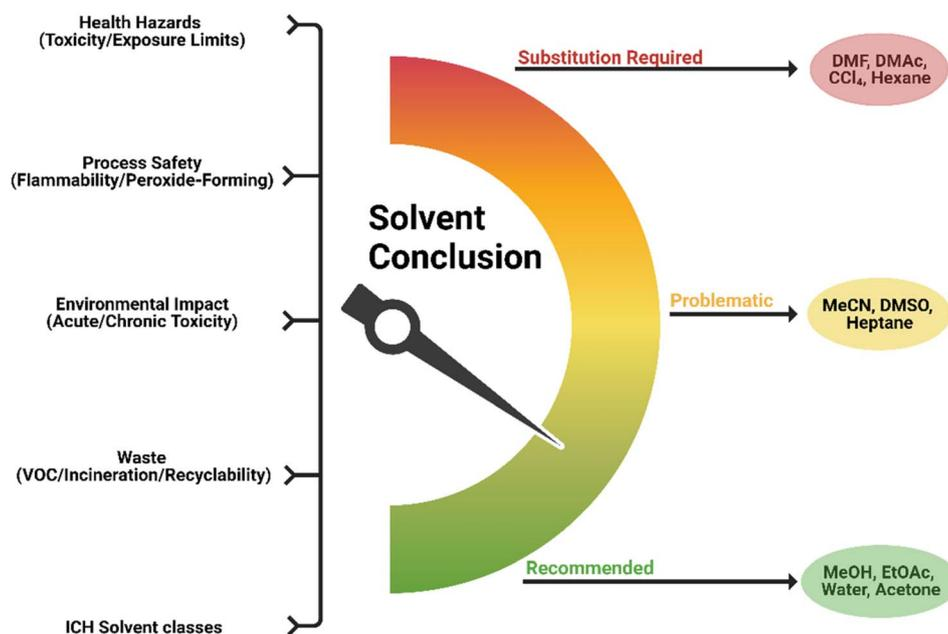 Health Hazards
(Toxicity/Exposure Limits)
Process Safety
(Flammability/Peroxide-Forming)
Environmental Impact
(Acute/Chronic Toxicity)
Waste
(VOC/Incineration/Recyclability)
ICH Solvent classes
Solvent
Conclusion
Substitution Required
DMF, DMAc,
CCl₄, Hexane
Problematic
MeCN, DMSO,
Heptane
Recommended
MeOH, EtOAc,
Water, Acetone